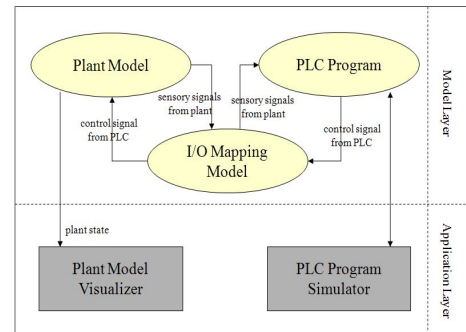 Plant Model
PLC Program
sensory signals
from plant
sensory signals
from plant
control signal
from PLC
control signal
from PLC
I/O Mapping
Model
Model Layer
plant state
Plant Model
Visualizer
PLC Program
Simulator
Application Layer